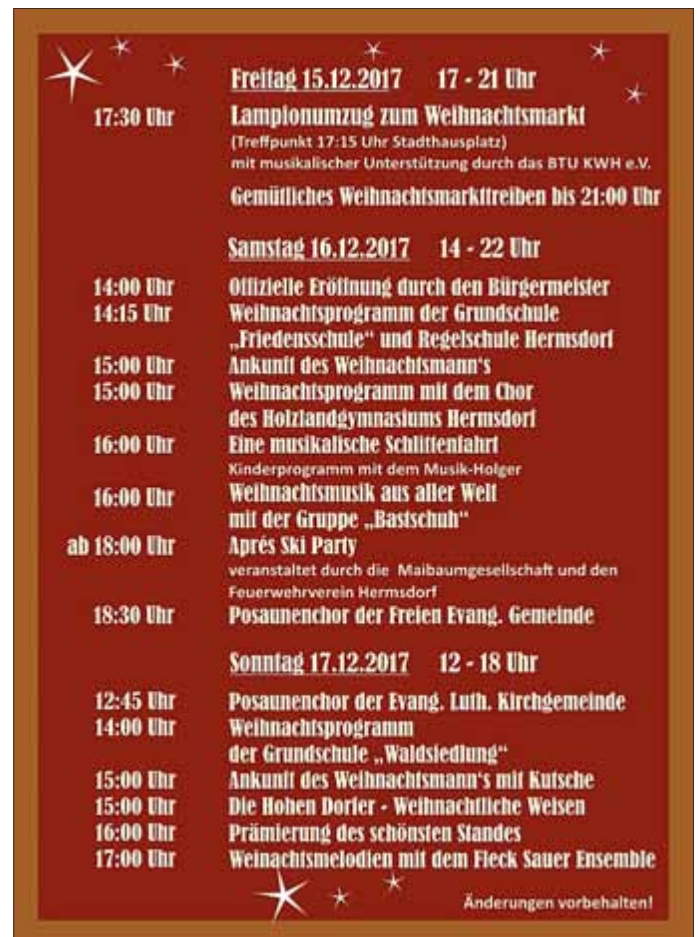 Freitag 15.12.2017 17 - 21 Uhr
17:30 Uhr Lampionumzug zum Weihnachtsmarkt
(Treffpunkt 17:15 Uhr Stadthausplatz)
mit musikalischer Unterstützung durch das BTU KWH e.V.
Gemütliches Weihnachtsmarkttreiben bis 21:00 Uhr
Samstag 16.12.2017 14 - 22 Uhr
14:00 Uhr Offizielle Eröffnung durch den Bürgermeister
14:15 Uhr Weihnachtsprogramm der Grundschule
„Friedensschule“ und Regelschule Hermsdorf
15:00 Uhr Ankunft des Weihnachtsmann's
15:00 Uhr Weihnachtsprogramm mit dem Chor
des Holzlandgymnasiums Hermsdorf
16:00 Uhr Eine musikalische Schlittenfahrt
Kinderprogramm mit dem Musik-Holger
16:00 Uhr Weihnachtsmusik aus aller Welt
mit der Gruppe „Bastschuh“
ab 18:00 Uhr Aprés Ski Party
veranstaltet durch die Maibaumgesellschaft und den
Feuerwehrverein Hermsdorf
18:30 Uhr Posaunenchor der Freien Evang. Gemeinde
Sonntag 17.12.2017 12 - 18 Uhr
12:45 Uhr Posaunenchor der Evang. Luth. Kirchgemeinde
14:00 Uhr Weihnachtsprogramm
der Grundschule „Waldsiedlung“
15:00 Uhr Ankunft des Weihnachtsmann's mit Kutsche
15:00 Uhr Die Hohen Dorfer - Weihnachtliche Weisen
16:00 Uhr Prämierung des schönsten Standes
17:00 Uhr Weinachtsmelodien mit dem Fleck Sauer Ensemble
Änderungen vorbehalten!